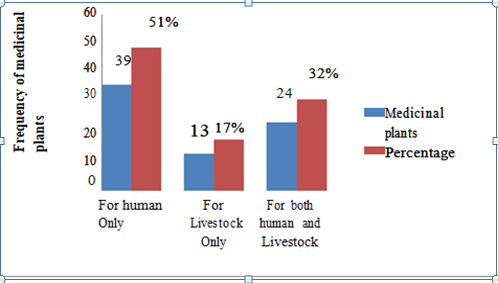 Frequency of medicinal
plants
60
50
40
30
20
10
0
39
51%
13
17%
24
32%
For human
Only
For
Livestock
Only
For both
human and
Livestock
Medicinal
plants
Percentage